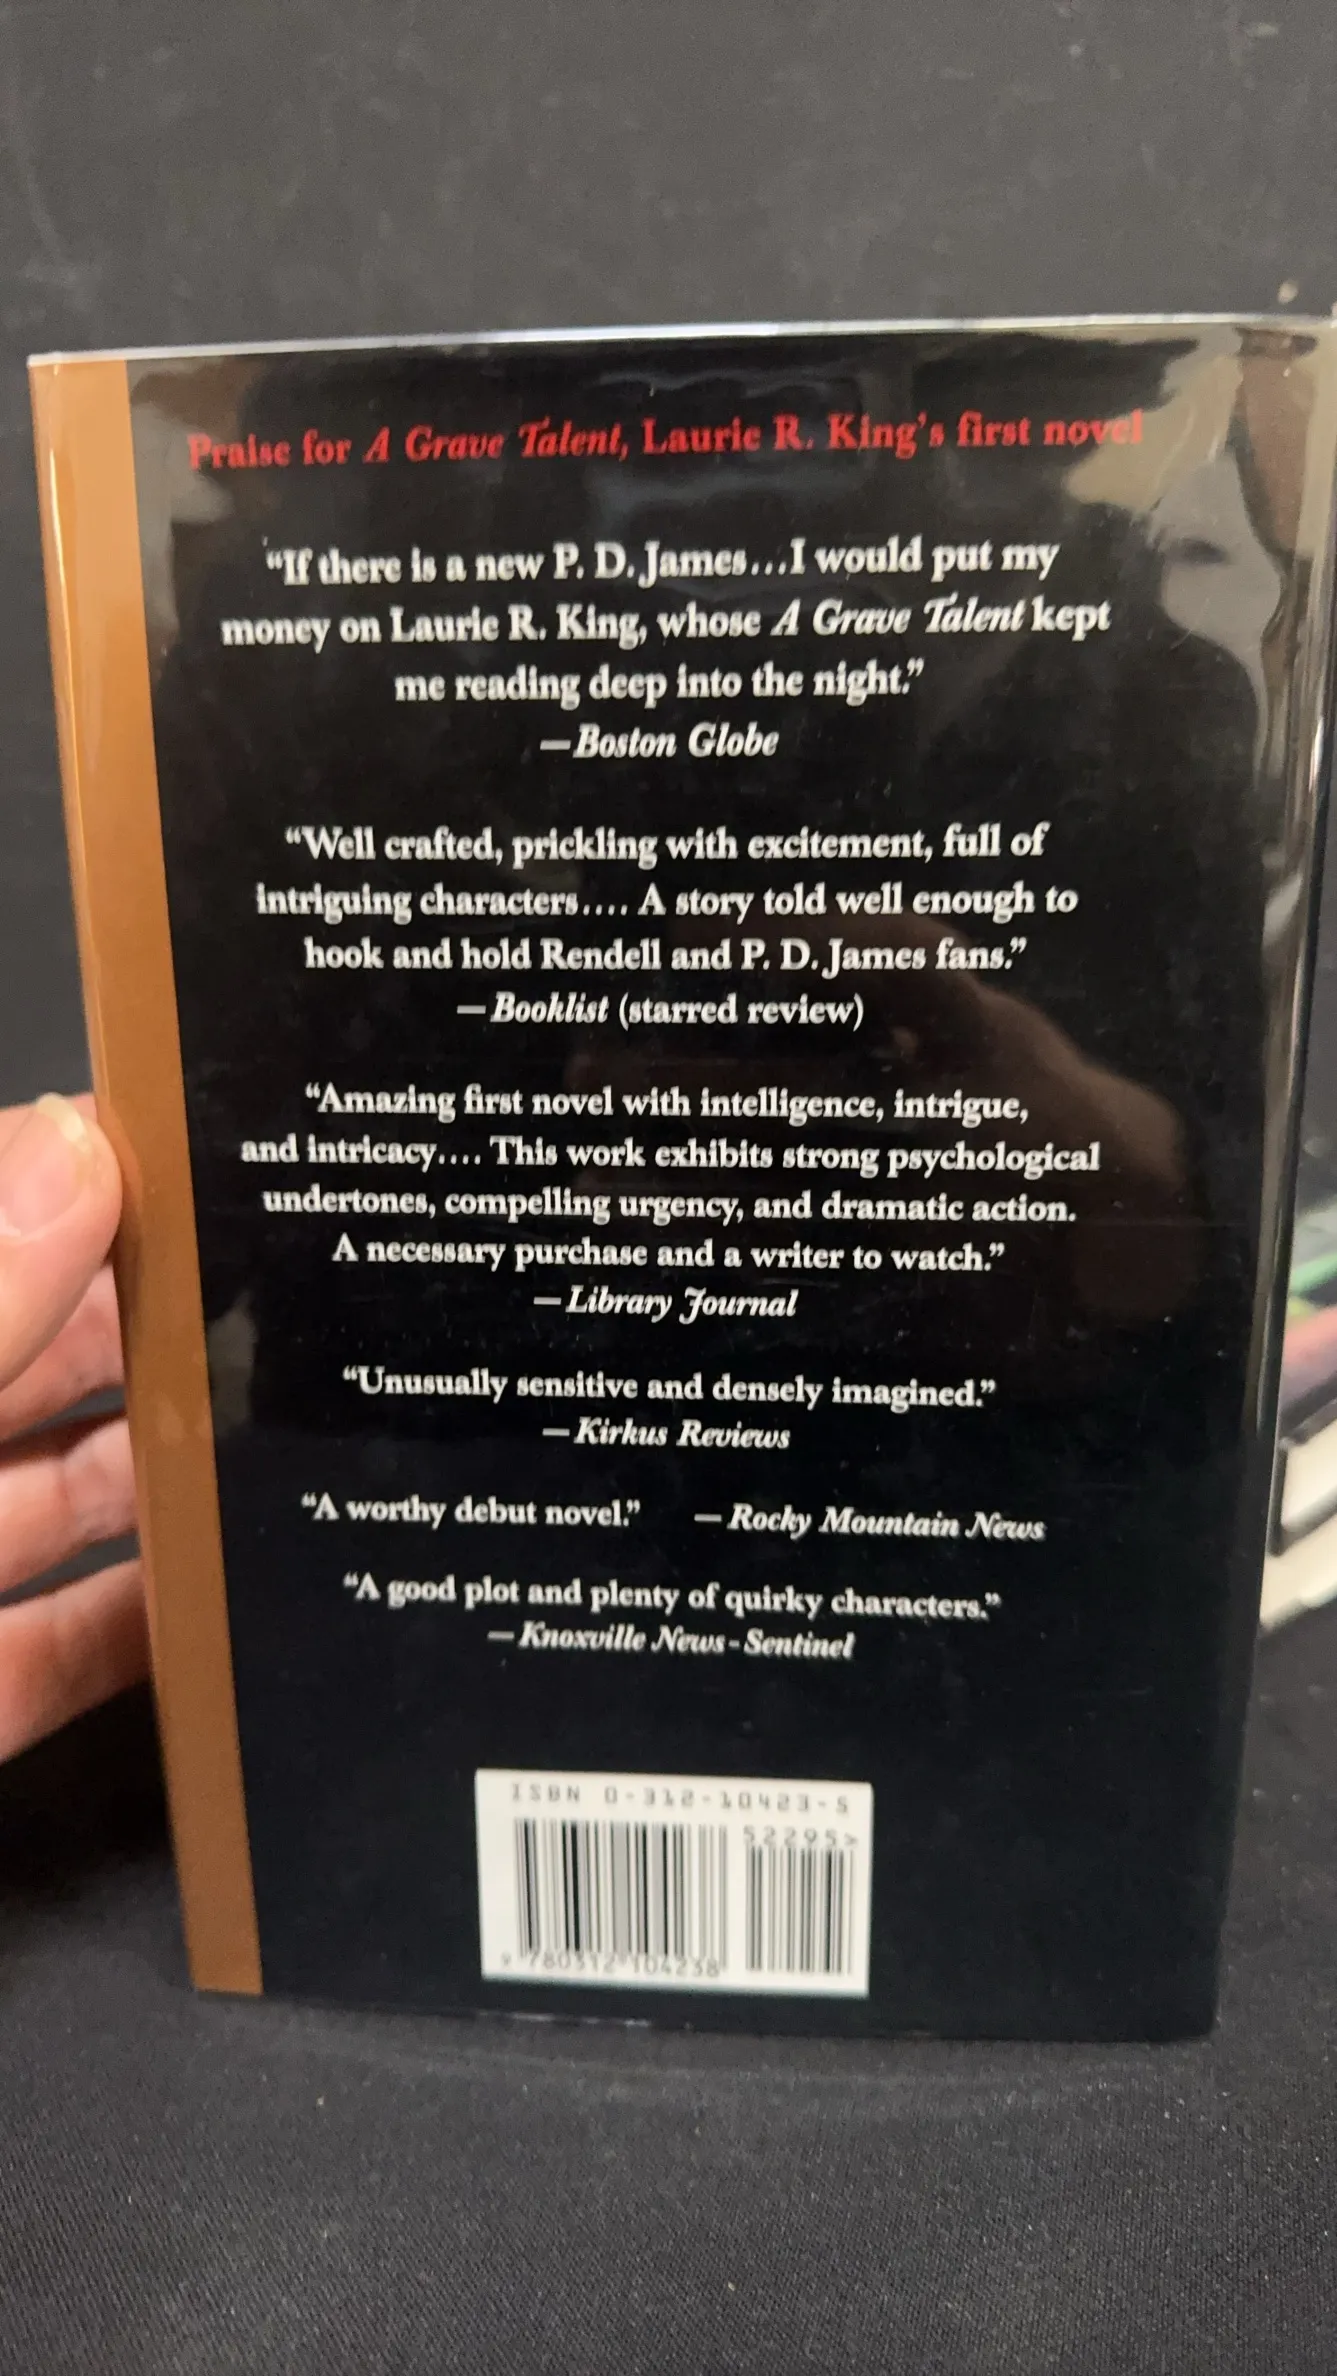 Praise for A Grave Talent, Laurie R. King's first novel
“If there is a new P. D. James...I would put my
money on Laurie R. King, whose A Grave Talent kept
me reading deep into the night.”
—Boston Globe
“Well crafted, prickling with excitement, full of
intriguing characters.... A story told well enough to
hook and hold Rendell and P. D. James fans.”
—Booklist (starred review)
“Amazing first novel with intelligence, intrigue,
and intricacy.... This work exhibits strong psychological
undertones, compelling urgency, and dramatic action.
A necessary purchase and a writer to watch.”
—Library Journal
“Unusually sensitive and densely imagined.”
—Kirkus Reviews
“A worthy debut novel.” —Rocky Mountain News
“A good plot and plenty of quirky characters.”
—Knoxville News-Sentinel
ISBN 0-312-10423-5
52295>
9 780312 104238